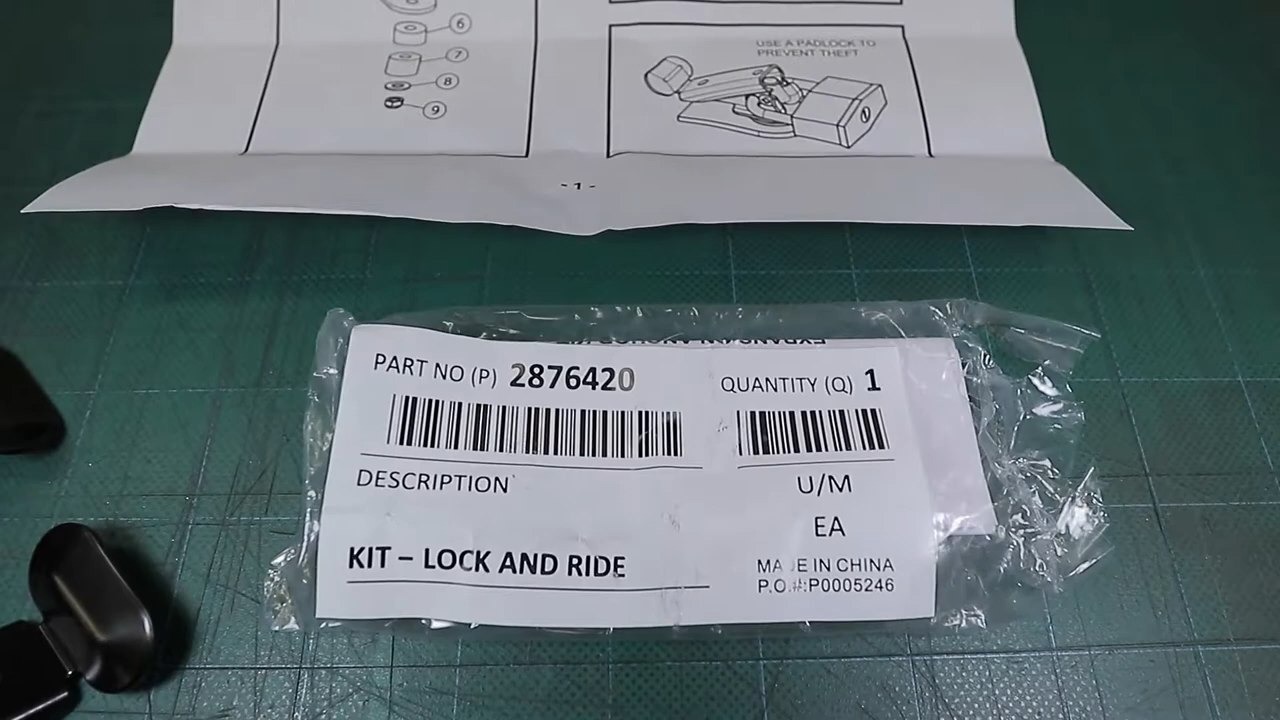 6
7
8
9
USE A PADLOCK TO
PREVENT THEFT
- 1 -
PART NO (P) 2876420
QUANTITY (Q) 1
DESCRIPTION
U/M
EA
KIT – LOCK AND RIDE
MADE IN CHINA
P.O.#:P0005246